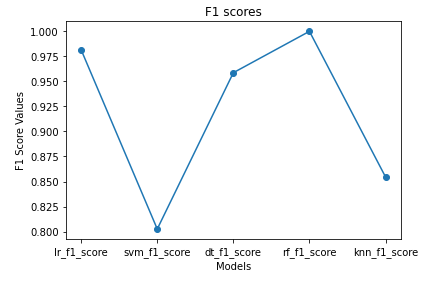 F1 scores
F1 Score Values
1.000
0.975
0.950
0.925
0.900
0.875
0.850
0.825
0.800
lr_f1_score svm_f1_score dt_f1_score rf_f1_score knn_f1_score
Models